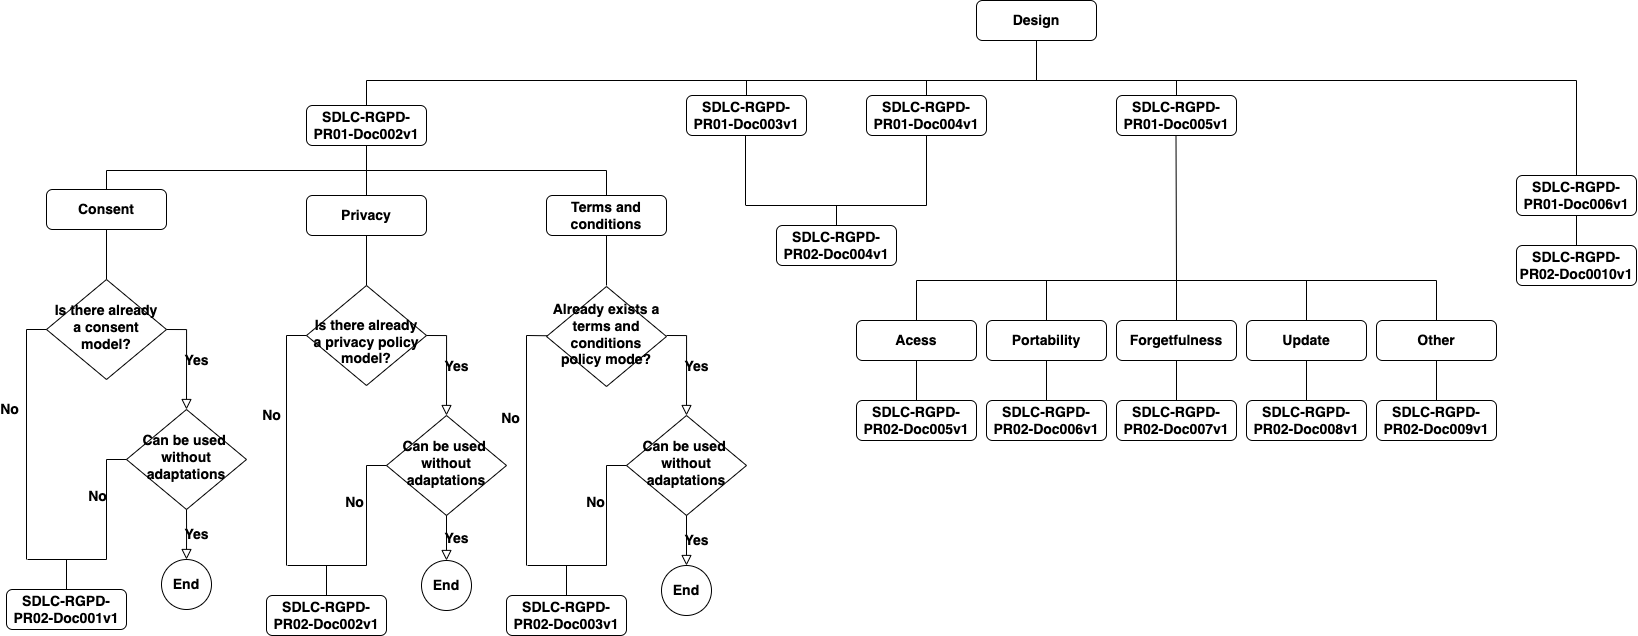 Design
SDLC-RGPD-
PR01-Doc002v1
SDLC-RGPD-
PR01-Doc003v1
SDLC-RGPD-
PR01-Doc004v1
SDLC-RGPD-
PR01-Doc005v1
SDLC-RGPD-
PR01-Doc006v1
Consent
Privacy
Terms and
conditions
SDLC-RGPD-
PR02-Doc004v1
SDLC-RGPD-
PR02-Doc0010v1
Is there already
a consent
model?
Is there already
a privacy policy
model?
Already exists a
terms and
conditions
policy mode?
Acess
Portability
Forgetfulness
Update
Other
Yes
Yes
Yes
No
No
No
SDLC-RGPD-
PR02-Doc005v1
SDLC-RGPD-
PR02-Doc006v1
SDLC-RGPD-
PR02-Doc007v1
SDLC-RGPD-
PR02-Doc008v1
SDLC-RGPD-
PR02-Doc009v1
Can be used
without
adaptations
Can be used
without
adaptations
Can be used
without
adaptations
No
No
No
Yes
Yes
Yes
End
End
End
SDLC-RGPD-
PR02-Doc001v1
SDLC-RGPD-
PR02-Doc002v1
SDLC-RGPD-
PR02-Doc003v1